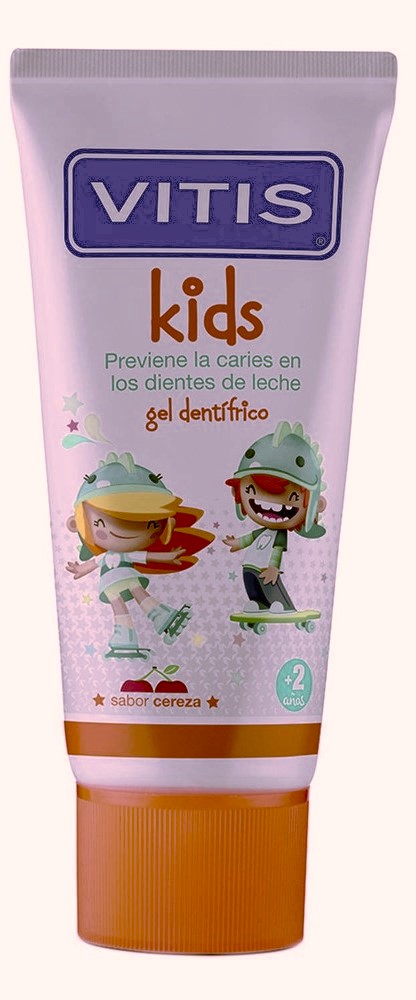 VITIS
®
kids
Previene la caries en
los dientes de leche
gel dentífrico
sabor cereza
+2
años